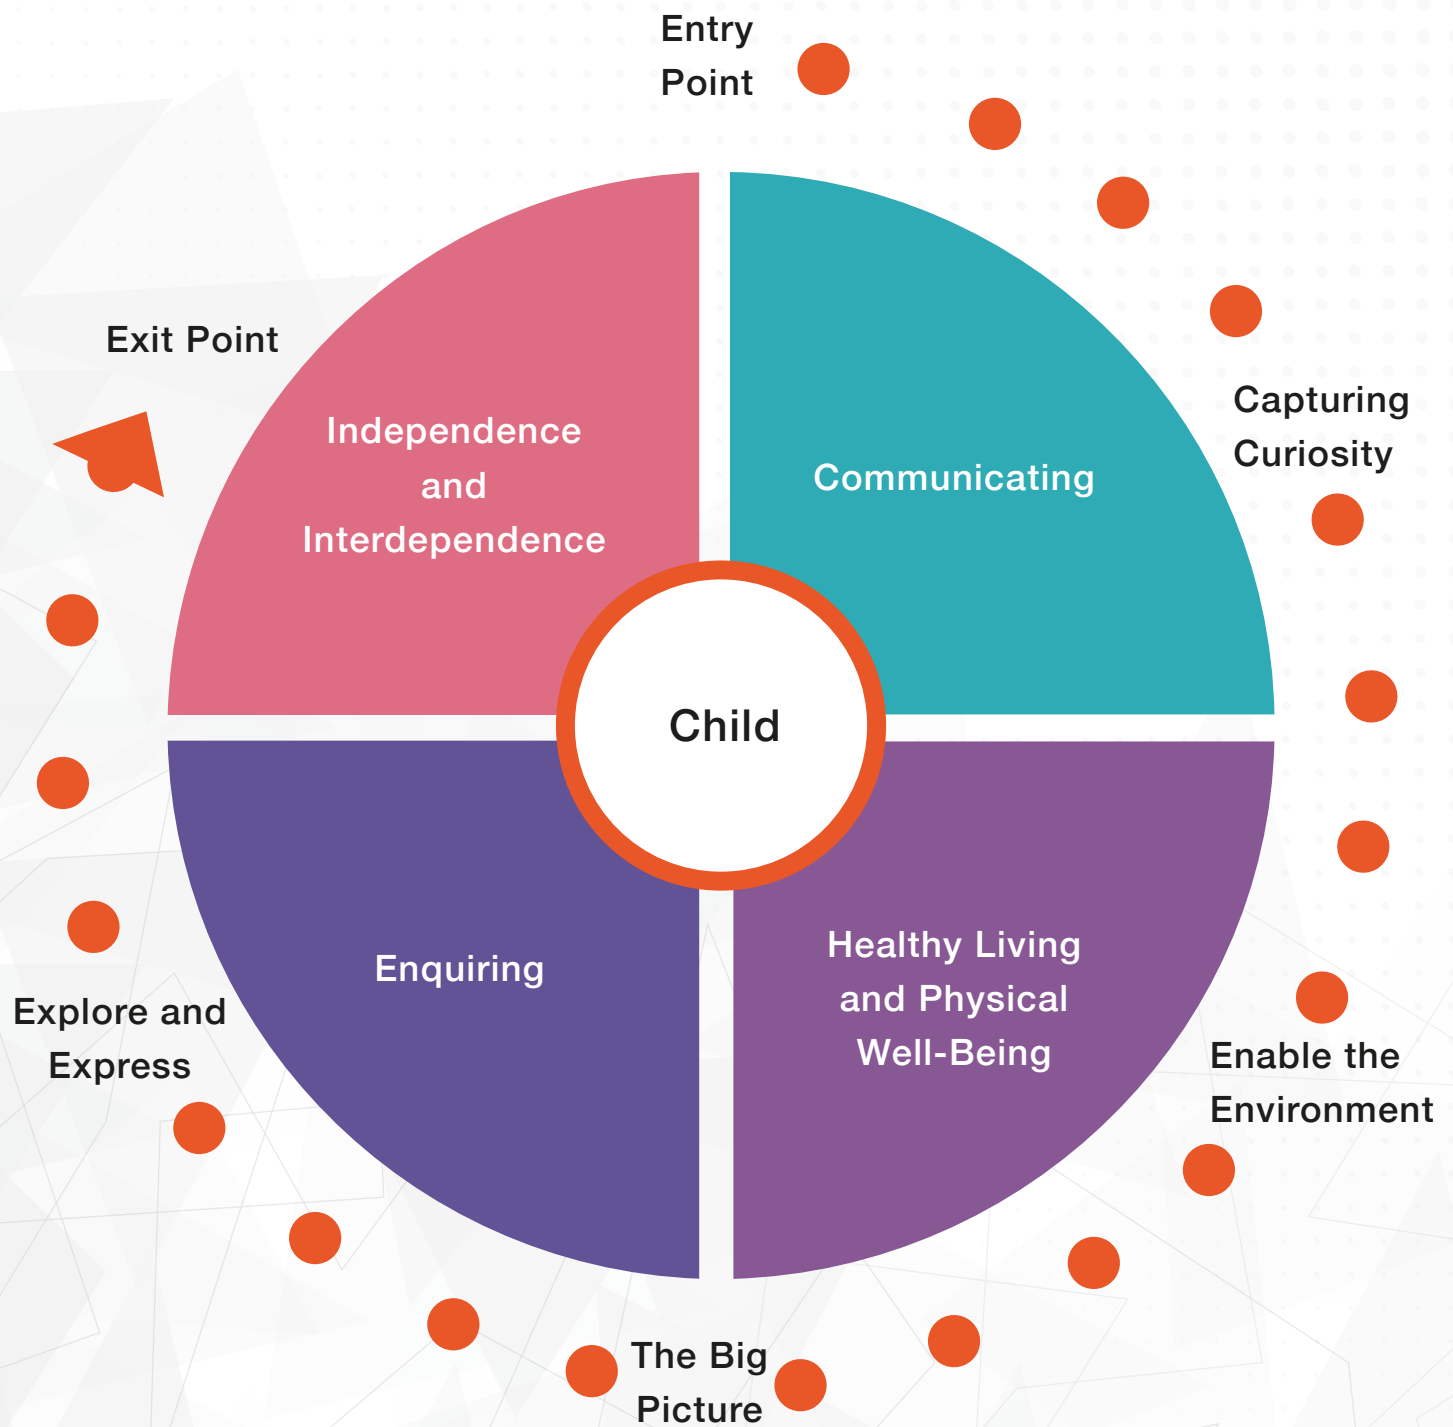 Entry
Point
Exit Point
Capturing
Curiosity
Independence
and
Interdependence
Communicating
Child
Enquiring
Healthy Living
and Physical
Well-Being
Explore and
Express
Enable the
Environment
The Big
Picture